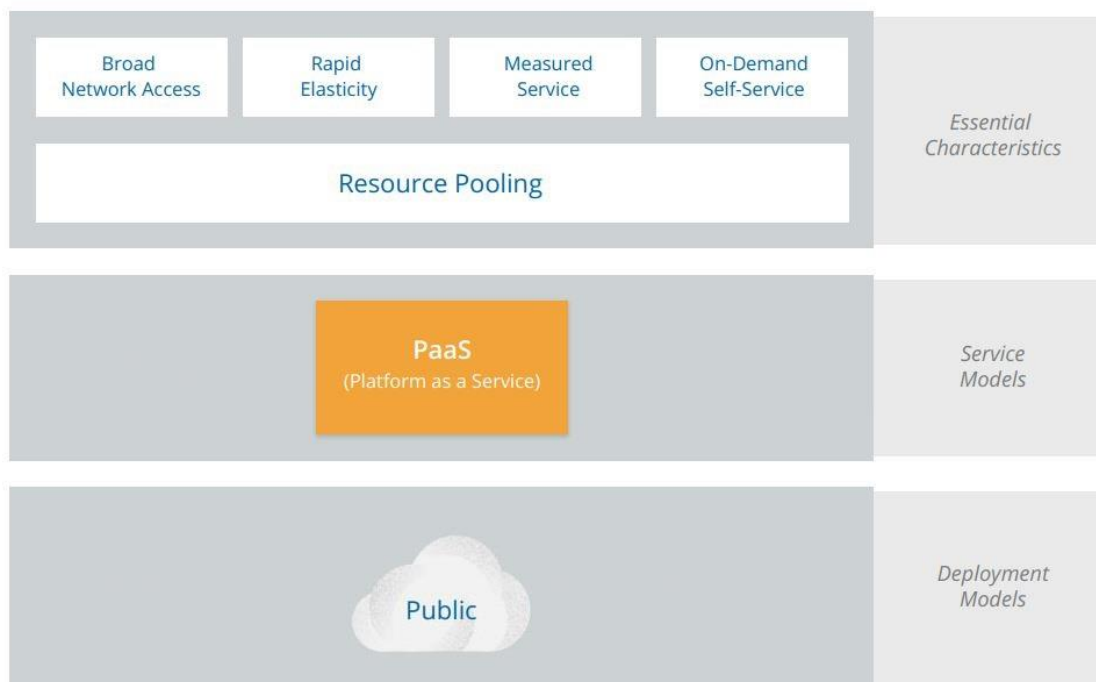 Broad
Network Access
Rapid
Elasticity
Measured
Service
On-Demand
Self-Service
Resource Pooling
Essential
Characteristics
PaaS
(Platform as a Service)
Service
Models
Public
Deployment
Models